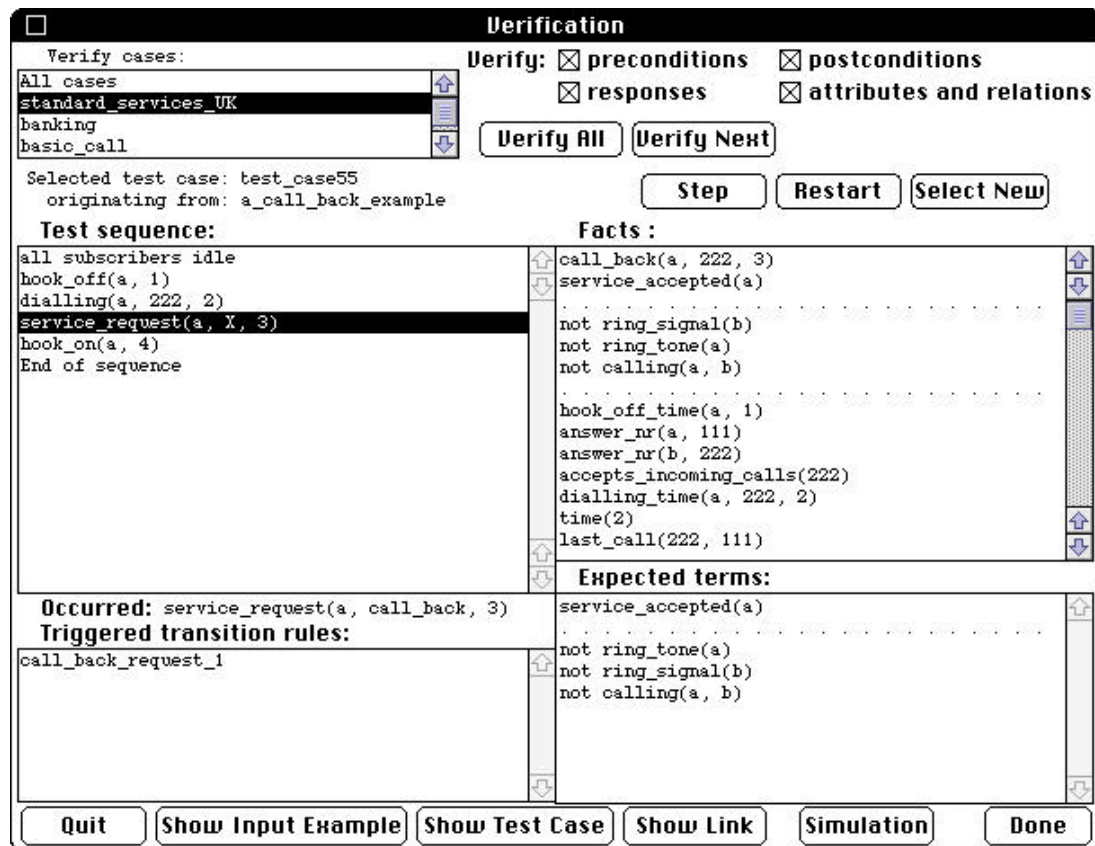 Verification
Verify cases:
All cases
standard_services_UK
banking
basic_call
Verify: preconditions postconditions
responses attributes and relations
Verify All Verify Next
Selected test case: test_case55
originating from: a_call_back_example
Step Restart Select New
Test sequence:
all subscribers idle
hook_off(a, 1)
dialling(a, 222, 2)
service_request(a, X, 3)
hook_on(a, 4)
End of sequence
Facts :
call_back(a, 222, 3)
service_accepted(a)
. . . . . . . . . . . . . . . . . . . . . .
not ring_signal(b)
not ring_tone(a)
not calling(a, b)
. . . . . . . . . . . . . . . . . . . . . .
hook_off_time(a, 1)
answer_nr(a, 111)
answer_nr(b, 222)
accepts_incoming_calls(222)
dialling_time(a, 222, 2)
time(2)
last_call(222, 111)
Occurred: service_request(a, call_back, 3)
Triggered transition rules:
call_back_request_1
Expected terms:
service_accepted(a)
. . . . . . . . . . . . . . . . . . . . . .
not ring_tone(a)
not ring_signal(b)
not calling(a, b)
Quit Show Input Example Show Test Case Show Link Simulation Done